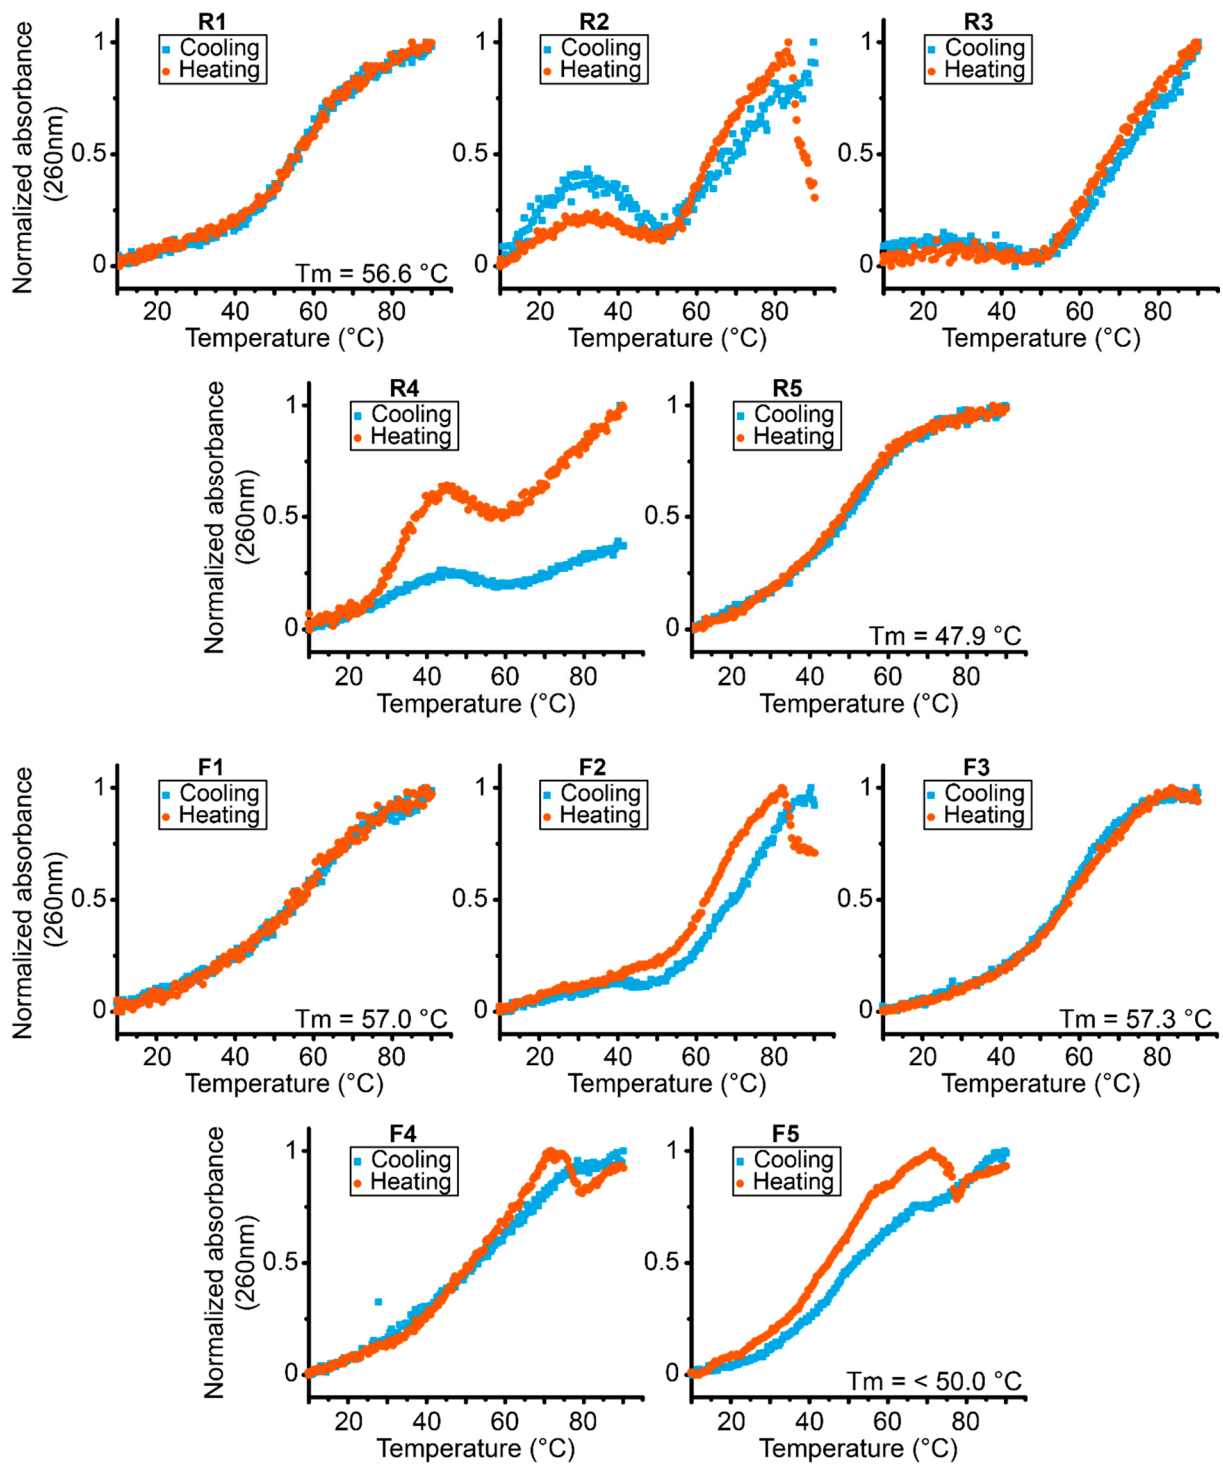 R1
Cooling
Heating
Normalized absorbance
(260nm)
1
0.5
0
Tm = 56.6 °C
20 40 60 80
Temperature (°C)
R2
Cooling
Heating
1
0.5
0
20 40 60 80
Temperature (°C)
R3
Cooling
Heating
1
0.5
0
20 40 60 80
Temperature (°C)
R4
Cooling
Heating
Normalized absorbance
(260nm)
1
0.5
0
20 40 60 80
Temperature (°C)
R5
Cooling
Heating
1
0.5
0
Tm = 47.9 °C
20 40 60 80
Temperature (°C)
F1
Cooling
Heating
Normalized absorbance
(260nm)
1
0.5
0
Tm = 57.0 °C
20 40 60 80
Temperature (°C)
F2
Cooling
Heating
1
0.5
0
20 40 60 80
Temperature (°C)
F3
Cooling
Heating
1
0.5
0
Tm = 57.3 °C
20 40 60 80
Temperature (°C)
F4
Cooling
Heating
Normalized absorbance
(260nm)
1
0.5
0
20 40 60 80
Temperature (°C)
F5
Cooling
Heating
1
0.5
0
Tm = < 50.0 °C
20 40 60 80
Temperature (°C)